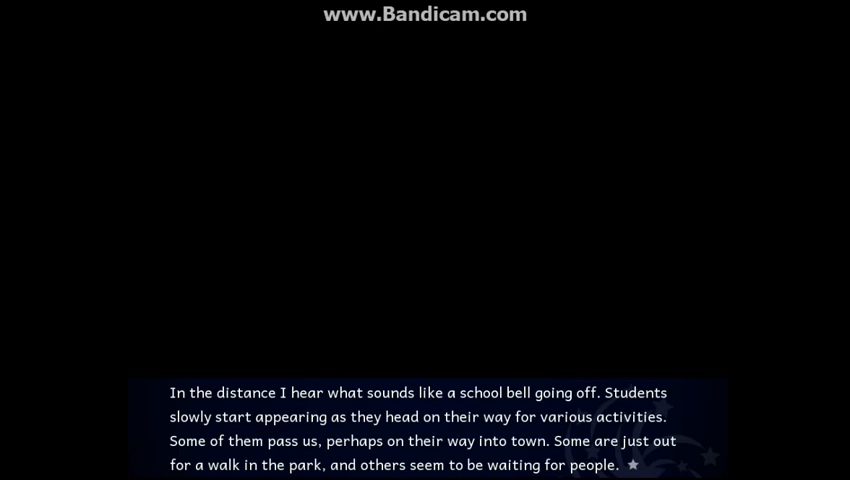 www.Bandicam.com
In the distance I hear what sounds like a school bell going off. Students
slowly start appearing as they head on their way for various activities.
Some of them pass us, perhaps on their way into town. Some are just out
for a walk in the park, and others seem to be waiting for people.